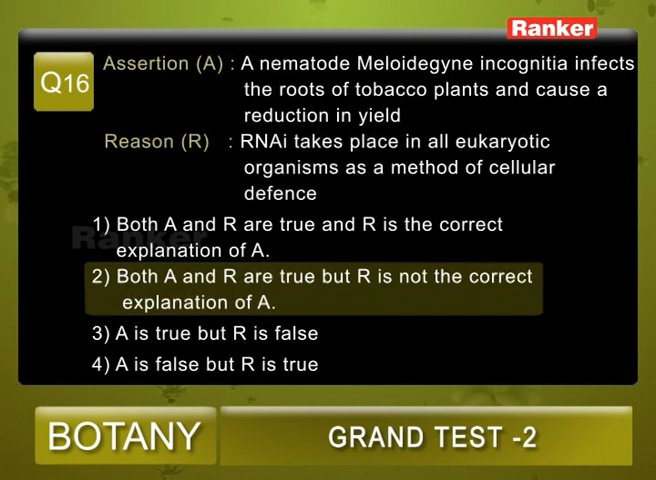 Ranker
Q16
Assertion (A) : A nematode Meloidegyne incognitia infects
the roots of tobacco plants and cause a
reduction in yield
Reason (R) : RNAi takes place in all eukaryotic
organisms as a method of cellular
defence
1) Both A and R are true and R is the correct
explanation of A.
Ranker
2) Both A and R are true but R is not the correct
explanation of A.
3) A is true but R is false
4) A is false but R is true
BOTANY
GRAND TEST -2